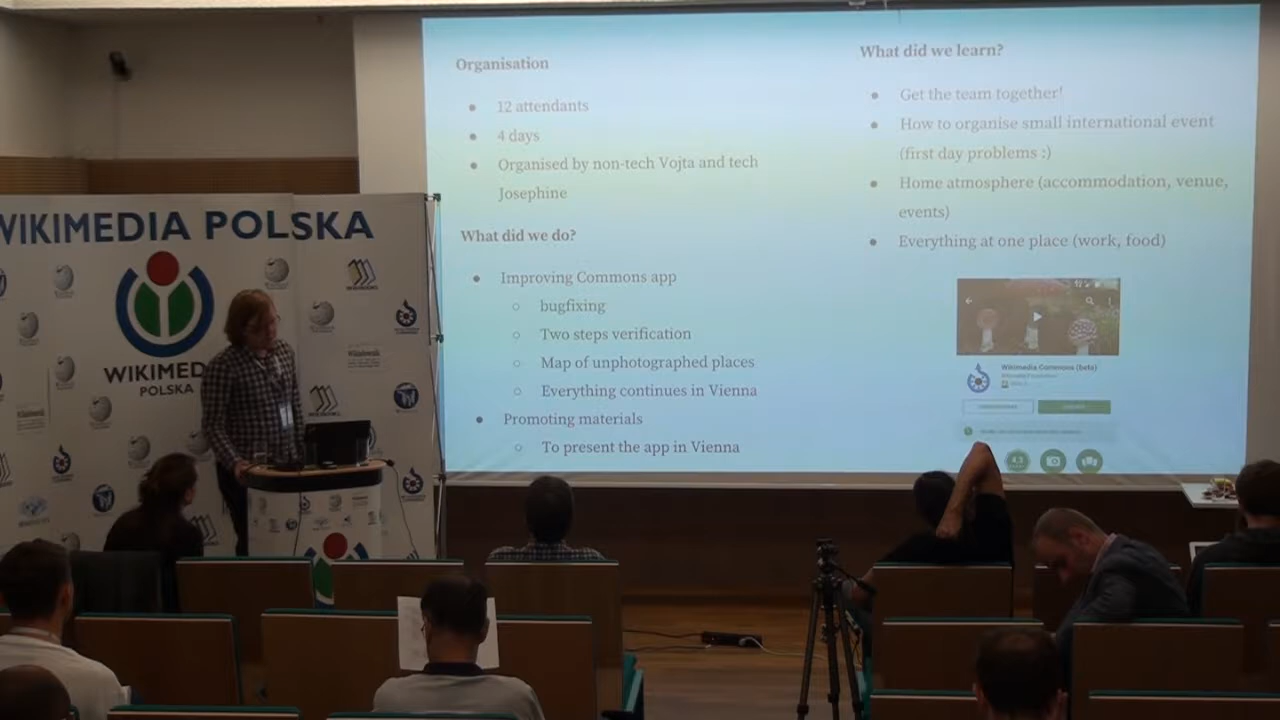 WIKIMEDIA POLSKA
POLSKA
Organisation
12 attendants
4 days
Organised by non-tech Vojta and tech
Josephine
What did we do?
Improving Commons app
bugfixing
Two steps verification
Map of unphotographed places
Everything continues in Vienna
Promoting materials
To present the app in Vienna
What did we learn?
Get the team together!
How to organise small international event
(first day problems :)
Home atmosphere (accommodation, venue,
events)
Everything at one place (work, food)
Wikimedia Commons (beta)
4.3